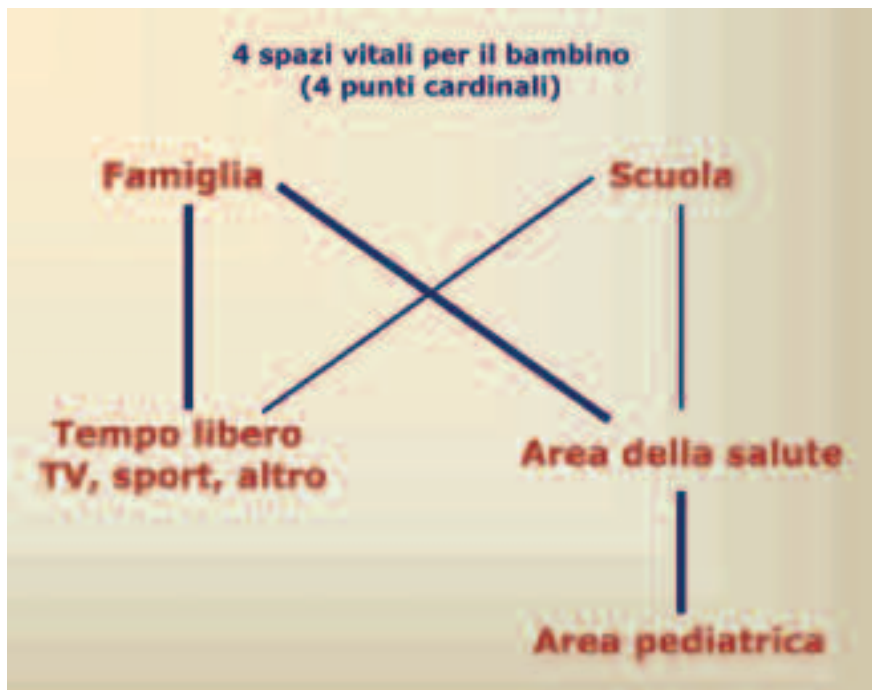 4 spazi vitali per il bambino
(4 punti cardinali)
Famiglia
Scuola
Tempo libero
TV, sport, altro
Area della salute
Area pediatrica